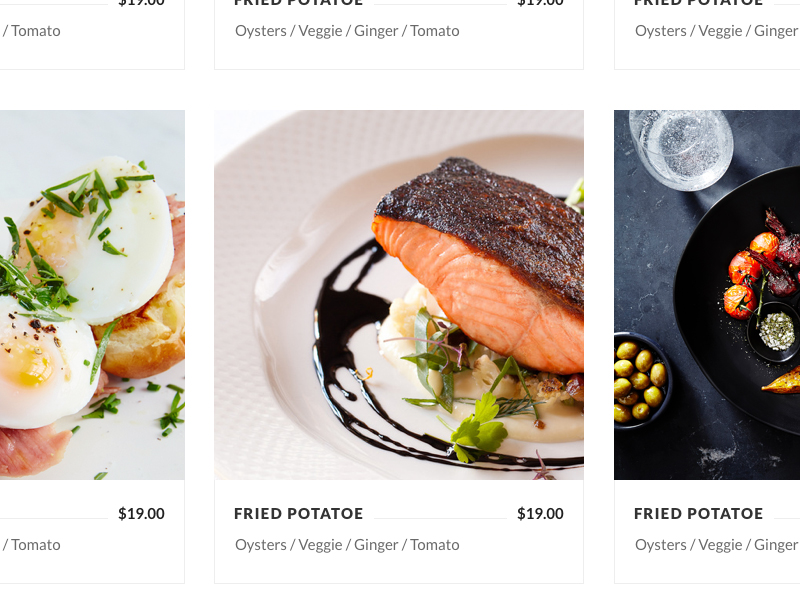 $19.00
FRIED POTATOE $19.00
FRIED POTATOE
/ Tomato
Oysters / Veggie / Ginger / Tomato
Oysters / Veggie / Ginger
$19.00
FRIED POTATOE $19.00
FRIED POTATOE
/ Tomato
Oysters / Veggie / Ginger / Tomato
Oysters / Veggie / Ginger